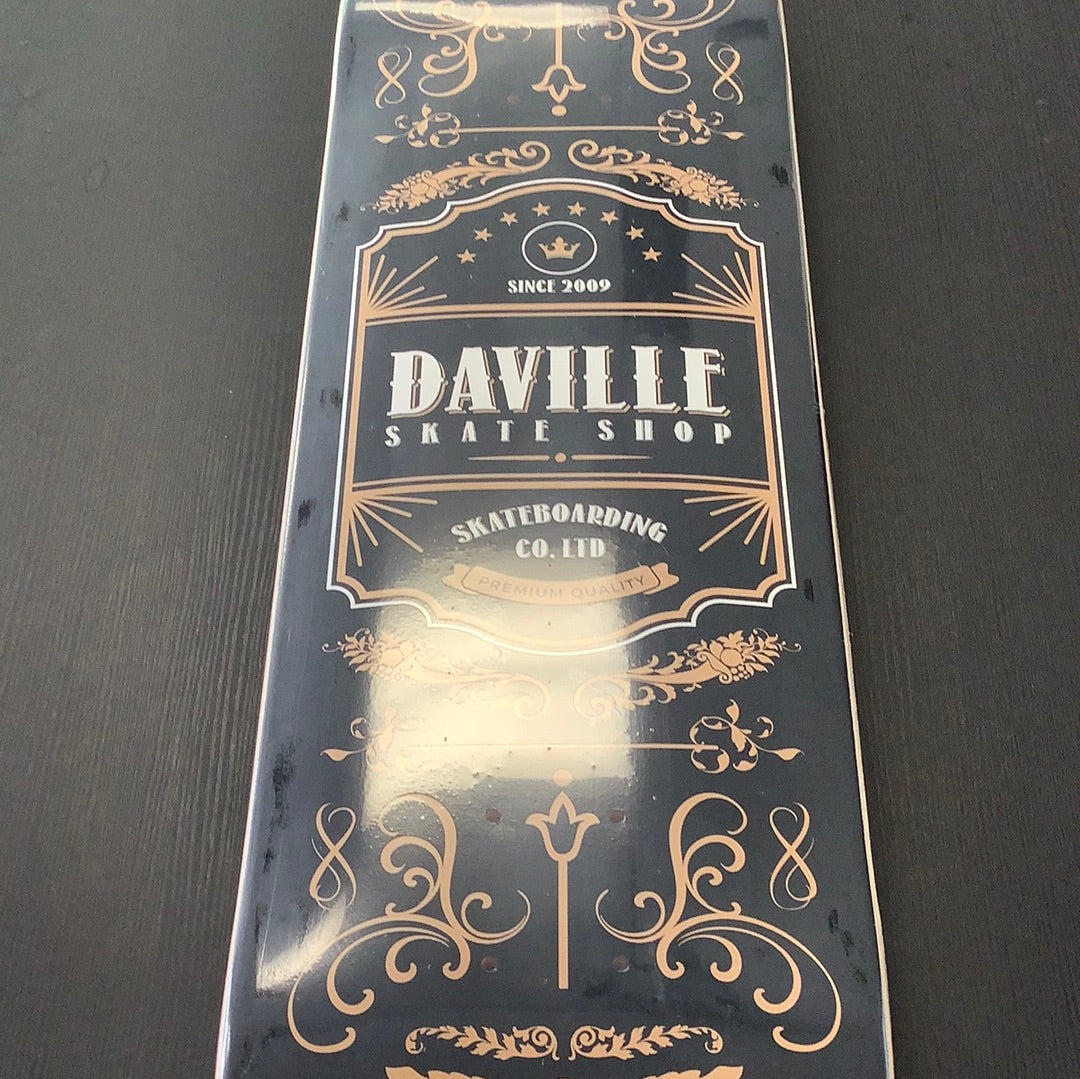 SINCE 2009
DAVILLE
SKATE SHOP
SKATEBOARDING
CO. LTD
PREMIUM QUALITY